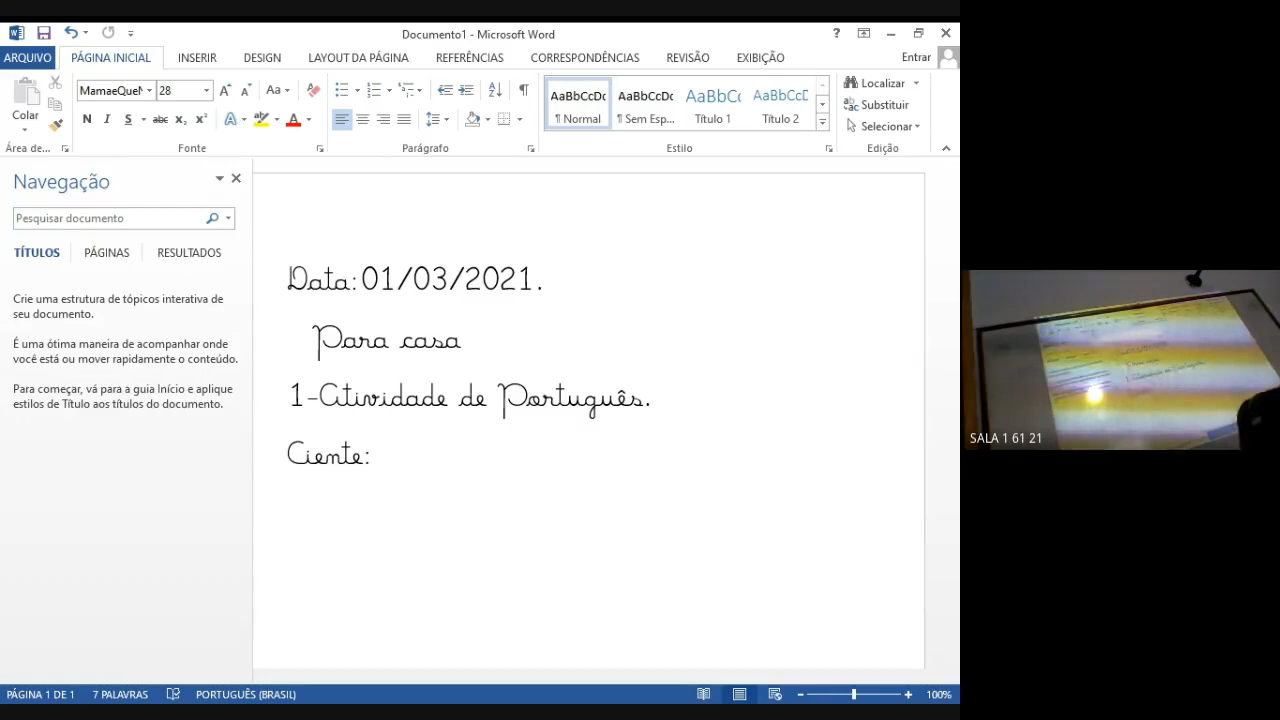 Documento1 - Microsoft Word
?
ARQUIVO PÁGINA INICIAL INSERIR DESIGN LAYOUT DA PÁGINA REFERÊNCIAS CORRESPONDÊNCIAS REVISÃO EXIBIÇÃO Entrar
Colar
Área de...
MamaeQueN 28
N I S abc x₂ x²
Fonte
Parágrafo
AaBbCcDc AaBbCcDc AaBbC( AaBbCcD
¶ Normal ¶ Sem Esp... Título 1 Título 2
Estilo
Localizar
Substituir
Selecionar
Edição
Navegação
Pesquisar documento
TÍTULOS PÁGINAS RESULTADOS
Crie uma estrutura de tópicos interativa de
seu documento.
É uma ótima maneira de acompanhar onde
você está ou mover rapidamente o conteúdo.
Para começar, vá para a guia Início e aplique
estilos de Título aos títulos do documento.
Data: 01/03/2021.
Para casa
1-Atividade de Português.
Ciente:
SALA 1 61 21
PÁGINA 1 DE 1 7 PALAVRAS PORTUGUÊS (BRASIL) 100%